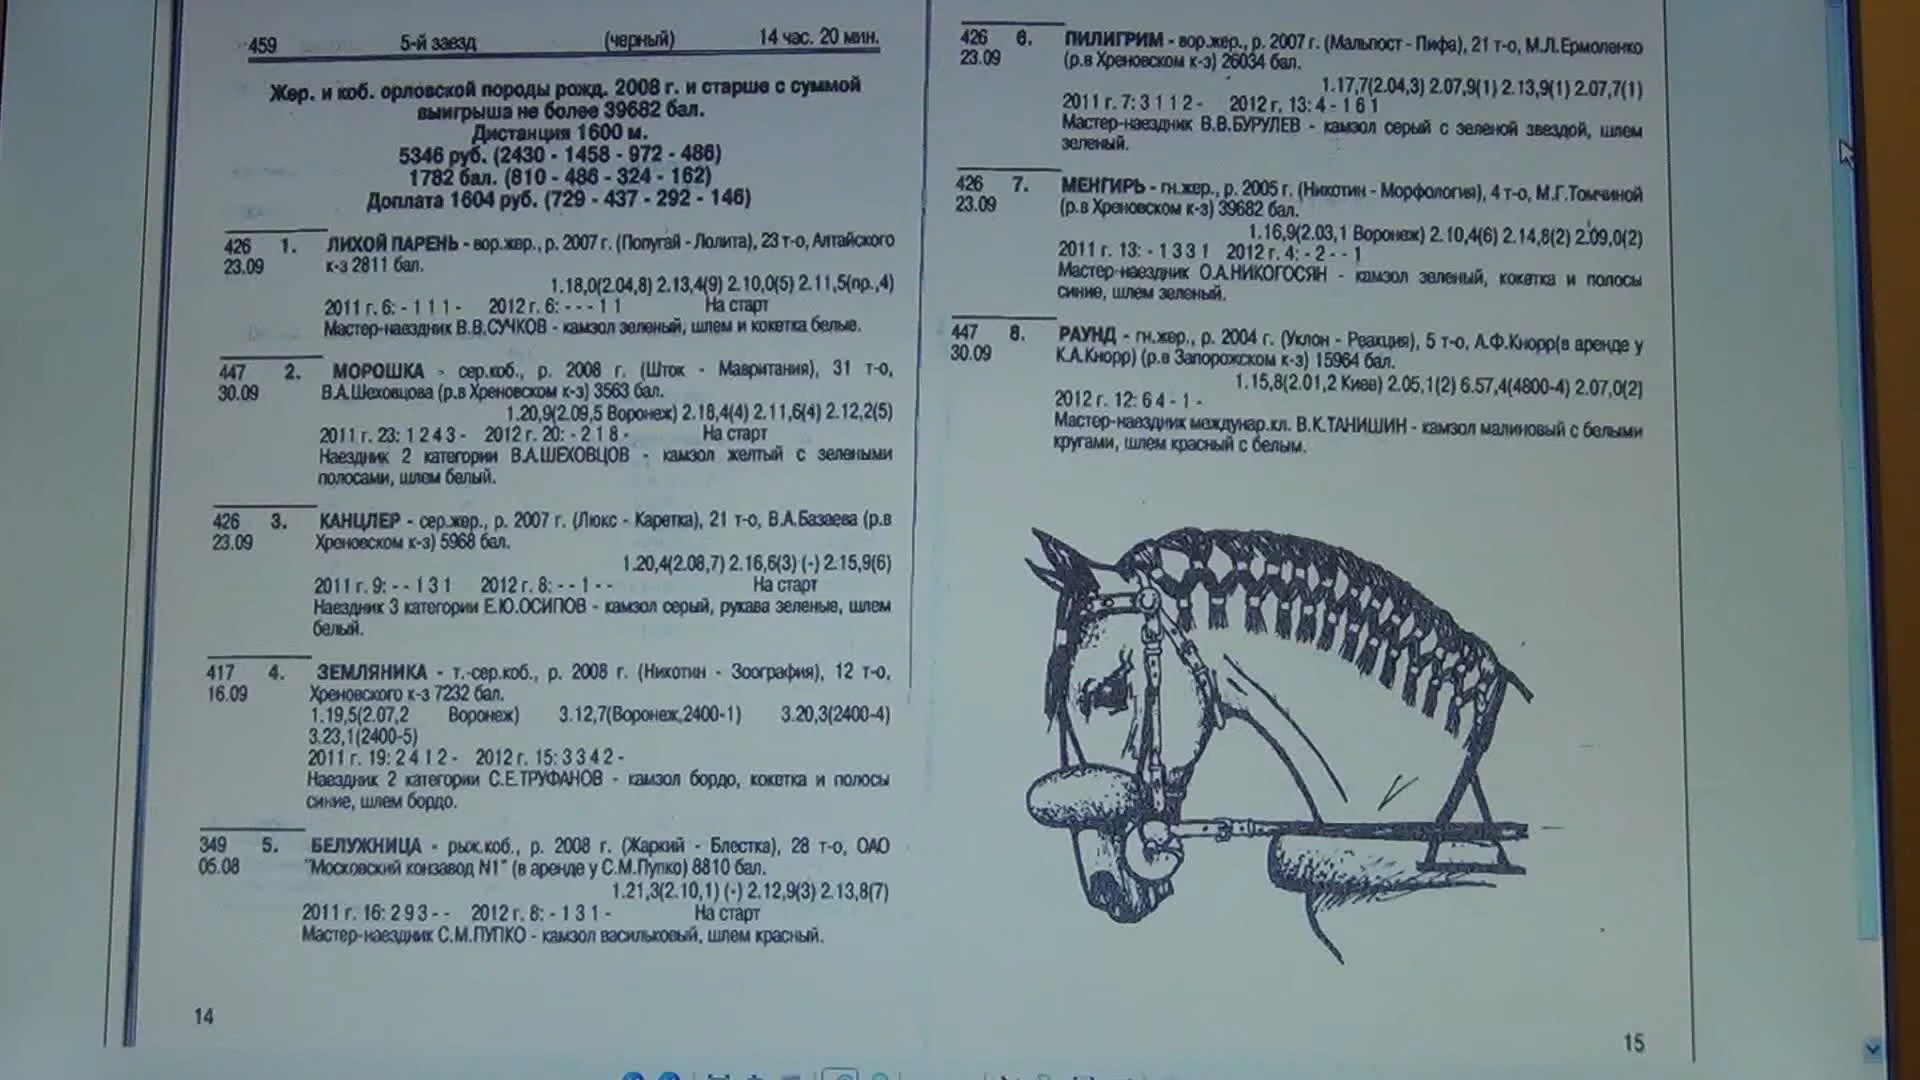 459 5-й заезд (черный) 14 час. 20 мин.
Жер. и коб. орловской породы рожд. 2008 г. и старше с суммой
выигрыша не более 39682 бал.
Дистанция 1600 м.
5346 руб. (2430 - 1458 - 972 - 486)
1782 бал. (810 - 486 - 324 - 162)
Доплата 1604 руб. (729 - 437 - 292 - 146)
426 1. ЛИХОЙ ПАРЕНЬ - вор.жер., р. 2007 г. (Попугай - Лолита), 23 т-о, Алтайского
23.09 к-з 2811 бал.
1.18,0(2.04,8) 2.13,4(9) 2.10,0(5) 2.11,5(пр.,4)
2011 г. 6: - 1 1 1 - 2012 г. 6: - - - 1 1 На старт
Мастер-наездник В.В.СУЧКОВ - камзол зеленый, шлем и кокетка белые.
447 2. МОРОШКА - сер.коб., р. 2008 г. (Шток - Мавритания), 31 т-о,
30.09 В.А.Шеховцова (р.в Хреновском к-з) 3563 бал.
1.20,9(2.09,5 Воронеж) 2.18,4(4) 2.11,6(4) 2.12,2(5)
2011 г. 23: 1 2 4 3 - 2012 г. 20: - 2 1 8 - На старт
Наездник 2 категории В.А.ШЕХОВЦОВ - камзол желтый с зелеными
полосами, шлем белый.
426 3. КАНЦЛЕР - сер.жер., р. 2007 г. (Люкс - Каретка), 21 т-о, В.А.Базаева (р.в
23.09 Хреновском к-з) 5968 бал.
1.20,4(2.08,7) 2.16,6(3) (-) 2.15,9(6)
2011 г. 9: - - 1 3 1 2012 г. 8: - - 1 - - На старт
Наездник 3 категории Е.Ю.ОСИПОВ - камзол серый, рукава зеленые, шлем
белый.
417 4. ЗЕМЛЯНИКА - т.-сер.коб., р. 2008 г. (Никотин - Зоография), 12 т-о,
16.09 Хреновского к-з 7232 бал.
1.19,5(2.07,2 Воронеж) 3.12,7(Воронеж,2400-1) 3.20,3(2400-4)
3.23,1(2400-5)
2011 г. 19: 2 4 1 2 - 2012 г. 15: 3 3 4 2 -
Наездник 2 категории С.Е.ТРУФАНОВ - камзол бордо, кокетка и полосы
синие, шлем бордо.
349 5. БЕЛУЖНИЦА - рыж.коб., р. 2008 г. (Жаркий - Блестка), 28 т-о, ОАО
05.08 "Московский конзавод N1" (в аренде у С.М.Пупко) 8810 бал.
1.21,3(2.10,1) (-) 2.12,9(3) 2.13,8(7)
2011 г. 16: 2 9 3 - - 2012 г. 8: - 1 3 1 - На старт
Мастер-наездник С.М.ПУПКО - камзол васильковый, шлем красный.
14
426 6. ПИЛИГРИМ - вор.жер., р. 2007 г. (Мальпост - Пифа), 21 т-о, М.Л.Ермоленко
23.09 (р.в Хреновском к-з) 26034 бал.
1.17,7(2.04,3) 2.07,9(1) 2.13,9(1) 2.07,7(1)
2011 г. 7: 3 1 1 2 - 2012 г. 13: 4 - 1 6 1
Мастер-наездник В.В.БУРУЛЕВ - камзол серый с зеленой звездой, шлем
зеленый.
426 7. МЕНГИРЬ - гн.жер., р. 2005 г. (Никотин - Морфология), 4 т-о, М.Г.Томчиной
23.09 (р.в Хреновском к-з) 39682 бал.
1.16,9(2.03,1 Воронеж) 2.10,4(6) 2.14,8(2) 2.09,0(2)
2011 г. 13: - 1 3 3 1 2012 г. 4: - 2 - - 1
Мастер-наездник О.А.НИКОГОСЯН - камзол зеленый, кокетка и полосы
синие, шлем зеленый.
447 8. РАУНД - гн.жер., р. 2004 г. (Уклон - Реакция), 5 т-о, А.Ф.Кнорр(в аренде у
30.09 К.А.Кнорр) (р.в Запорожском к-з) 15964 бал.
1.15,8(2.01,2 Киев) 2.05,1(2) 6.57,4(4800-4) 2.07,0(2)
2012 г. 12: 6 4 - 1 -
Мастер-наездник междунар.кл. В.К.ТАНИШИН - камзол малиновый с белыми
кругами, шлем красный с белым.
15